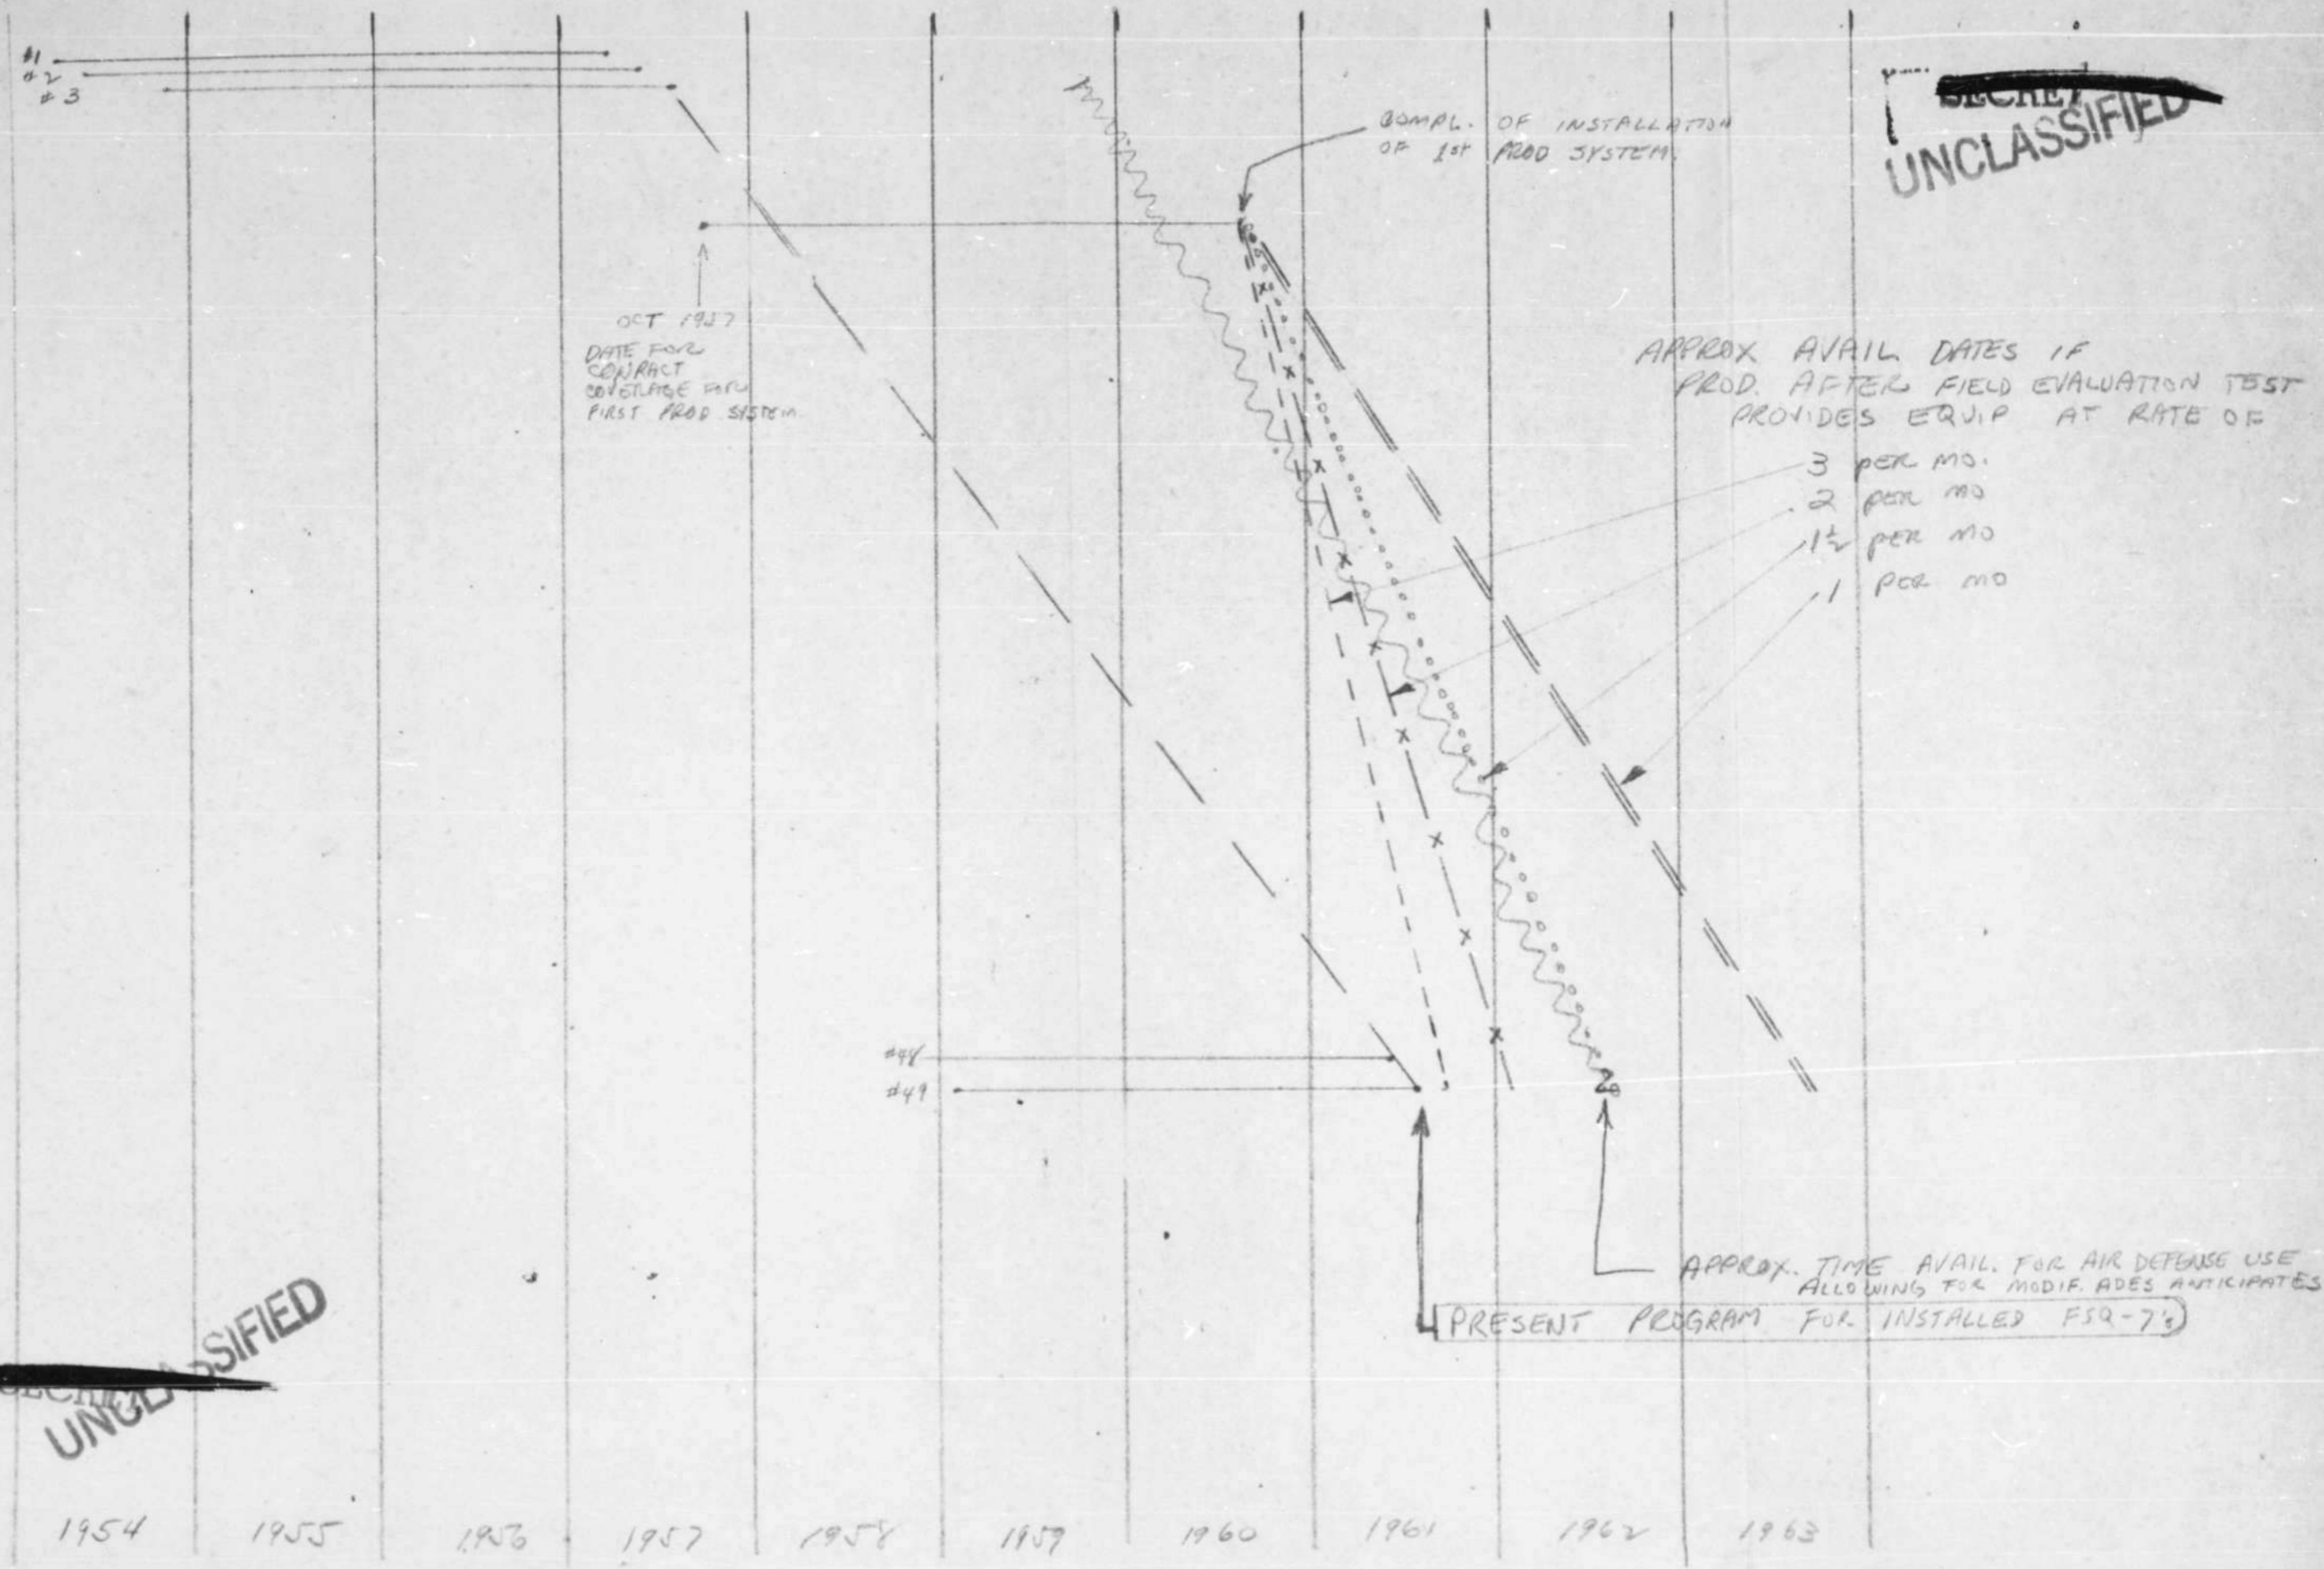 #1
#2
#3
SECRET
UNCLASSIFIED
COMPL. OF INSTALLATION
OF 1st PROD SYSTEM.
OCT 1957
DATE FOR
CONRACT
COVERAGE FOR
FIRST PROD SYSTEM.
APPROX AVAIL DATES IF
PROD. AFTER FIELD EVALUATION TEST
PROVIDES EQUIP AT RATE OF
3 PER MO.
2 PER MO
1½ PER MO
1 PER MO
#48
#49
APPROX. TIME AVAIL. FOR AIR DEFENSE USE
ALLOWING FOR MODIF. ADES ANTICIPATES
PRESENT PROGRAM FOR INSTALLED FSQ-7's
SECRET
UNCLASSIFIED
1954 1955 1956 1957 1958 1959 1960 1961 1962 1963